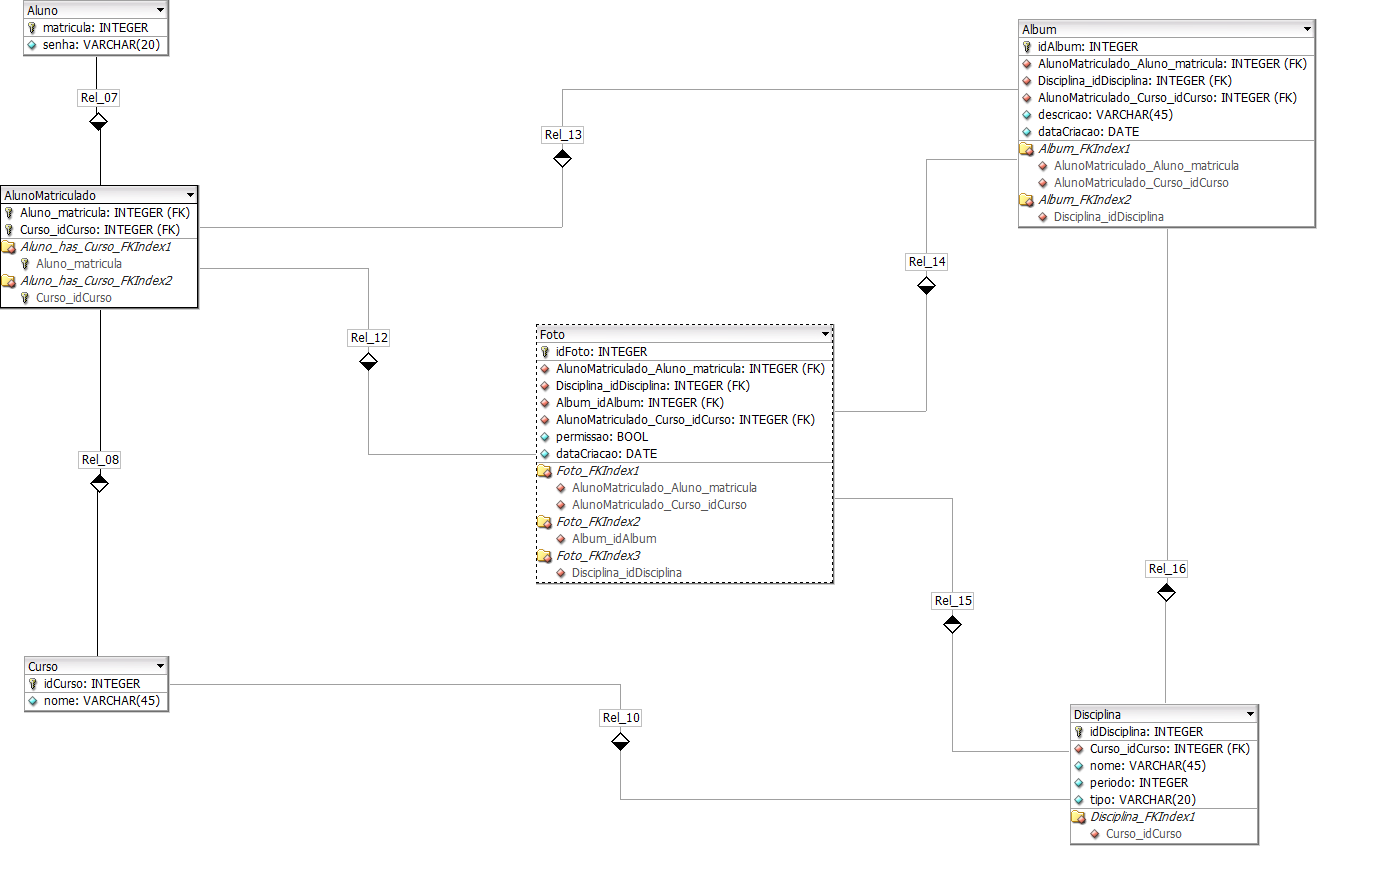 Aluno
matricula: INTEGER
senha: VARCHAR(20)
Rel_07
AlunoMatriculado
Aluno_matricula: INTEGER (FK)
Curso_idCurso: INTEGER (FK)
Aluno_has_Curso_FKIndex1
Aluno_matricula
Aluno_has_Curso_FKIndex2
Curso_idCurso
Rel_08
Curso
idCurso: INTEGER
nome: VARCHAR(45)
Rel_13
Rel_12
Foto
idFoto: INTEGER
AlunoMatriculado_Aluno_matricula: INTEGER (FK)
Disciplina_idDisciplina: INTEGER (FK)
Album_idAlbum: INTEGER (FK)
AlunoMatriculado_Curso_idCurso: INTEGER (FK)
permissao: BOOL
dataCriacao: DATE
Foto_FKIndex1
AlunoMatriculado_Aluno_matricula
AlunoMatriculado_Curso_idCurso
Foto_FKIndex2
Album_idAlbum
Foto_FKIndex3
Disciplina_idDisciplina
Rel_10
Album
idAlbum: INTEGER
AlunoMatriculado_Aluno_matricula: INTEGER (FK)
Disciplina_idDisciplina: INTEGER (FK)
AlunoMatriculado_Curso_idCurso: INTEGER (FK)
descricao: VARCHAR(45)
dataCriacao: DATE
Album_FKIndex1
AlunoMatriculado_Aluno_matricula
AlunoMatriculado_Curso_idCurso
Album_FKIndex2
Disciplina_idDisciplina
Rel_14
Rel_15
Rel_16
Disciplina
idDisciplina: INTEGER
Curso_idCurso: INTEGER (FK)
nome: VARCHAR(45)
periodo: INTEGER
tipo: VARCHAR(20)
Disciplina_FKIndex1
Curso_idCurso